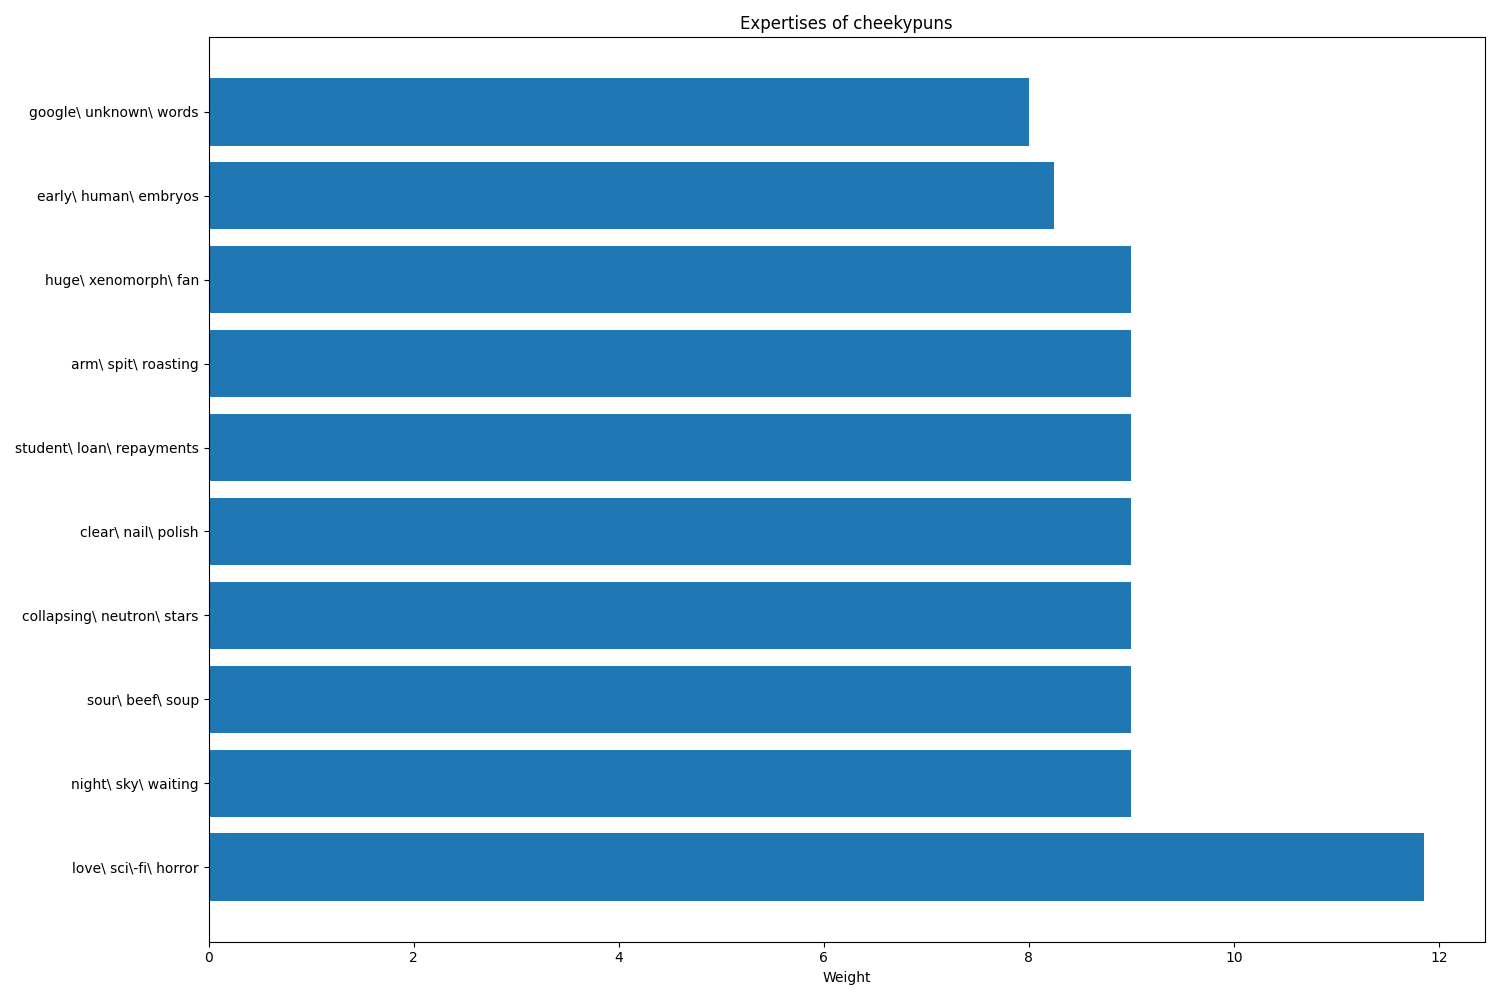 Expertises of cheekypuns
google\ unknown\ words
early\ human\ embryos
huge\ xenomorph\ fan
arm\ spit\ roasting
student\ loan\ repayments
clear\ nail\ polish
collapsing\ neutron\ stars
sour\ beef\ soup
night\ sky\ waiting
love\ sci\-fi\ horror
0 2 4 6 8 10 12
Weight